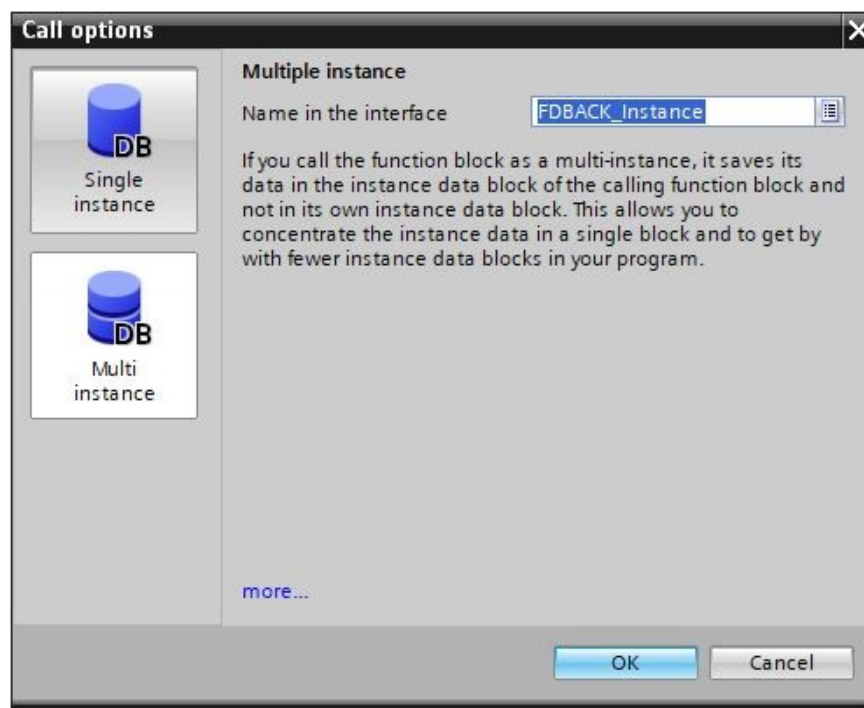 Call options
DB
Single
instance
DB
Multi
instance
Multiple instance
Name in the interface FDBACK_Instance
If you call the function block as a multi-instance, it saves its
data in the instance data block of the calling function block and
not in its own instance data block. This allows you to
concentrate the instance data in a single block and to get by
with fewer instance data blocks in your program.
more...
OK Cancel